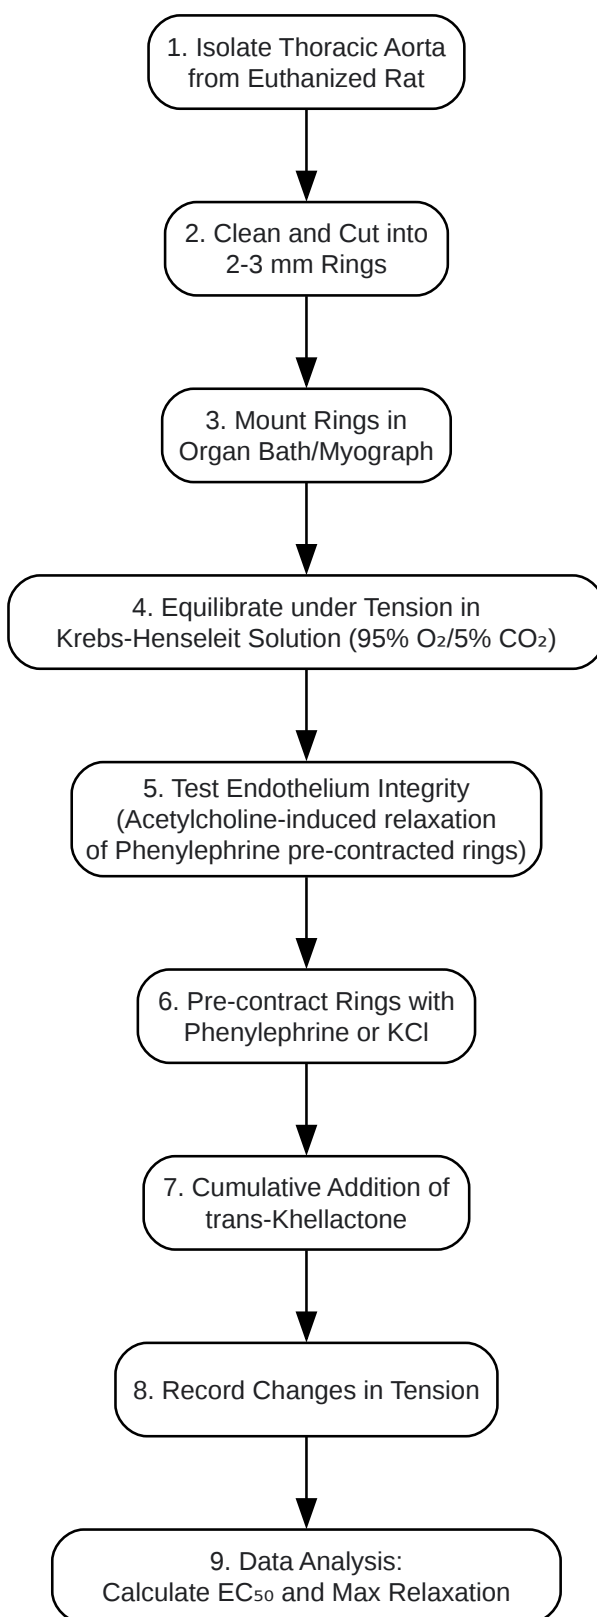 1. Isolate Thoracic Aorta
from Euthanized Rat
2. Clean and Cut into
2-3 mm Rings
3. Mount Rings in
Organ Bath/Myograph
4. Equilibrate under Tension in
Krebs-Henseleit Solution (95% O₂/5% CO₂)
5. Test Endothelium Integrity
(Acetylcholine-induced relaxation
of Phenylephrine pre-contracted rings)
6. Pre-contract Rings with
Phenylephrine or KCl
7. Cumulative Addition of
trans-Khellactone
8. Record Changes in Tension
9. Data Analysis:
Calculate EC₅₀ and Max Relaxation